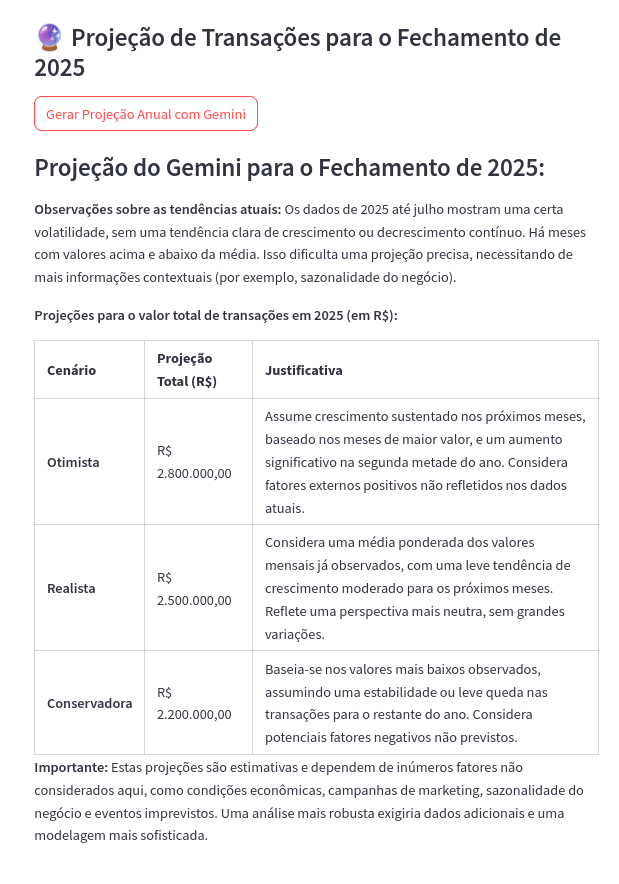 🔮 Projeção de Transações para o Fechamento de
2025
Gerar Projeção Anual com Gemini
Projeção do Gemini para o Fechamento de 2025:
Observações sobre as tendências atuais: Os dados de 2025 até julho mostram uma certa
volatilidade, sem uma tendência clara de crescimento ou decrescimento contínuo. Há meses
com valores acima e abaixo da média. Isso dificulta uma projeção precisa, necessitando de
mais informações contextuais (por exemplo, sazonalidade do negócio).
Projeções para o valor total de transações em 2025 (em R$):
Cenário
Projeção
Total (R$)
Justificativa
Otimista
R$
2.800.000,00
Assume crescimento sustentado nos próximos meses,
baseado nos meses de maior valor, e um aumento
significativo na segunda metade do ano. Considera
fatores externos positivos não refletidos nos dados
atuais.
Realista
R$
2.500.000,00
Considera uma média ponderada dos valores
mensais já observados, com uma leve tendência de
crescimento moderado para os próximos meses.
Reflete uma perspectiva mais neutra, sem grandes
variações.
Conservadora
R$
2.200.000,00
Baseia-se nos valores mais baixos observados,
assumindo uma estabilidade ou leve queda nas
transações para o restante do ano. Considera
potenciais fatores negativos não previstos.
Importante: Estas projeções são estimativas e dependem de inúmeros fatores não
considerados aqui, como condições econômicas, campanhas de marketing, sazonalidade do
negócio e eventos imprevistos. Uma análise mais robusta exigiria dados adicionais e uma
modelagem mais sofisticada.